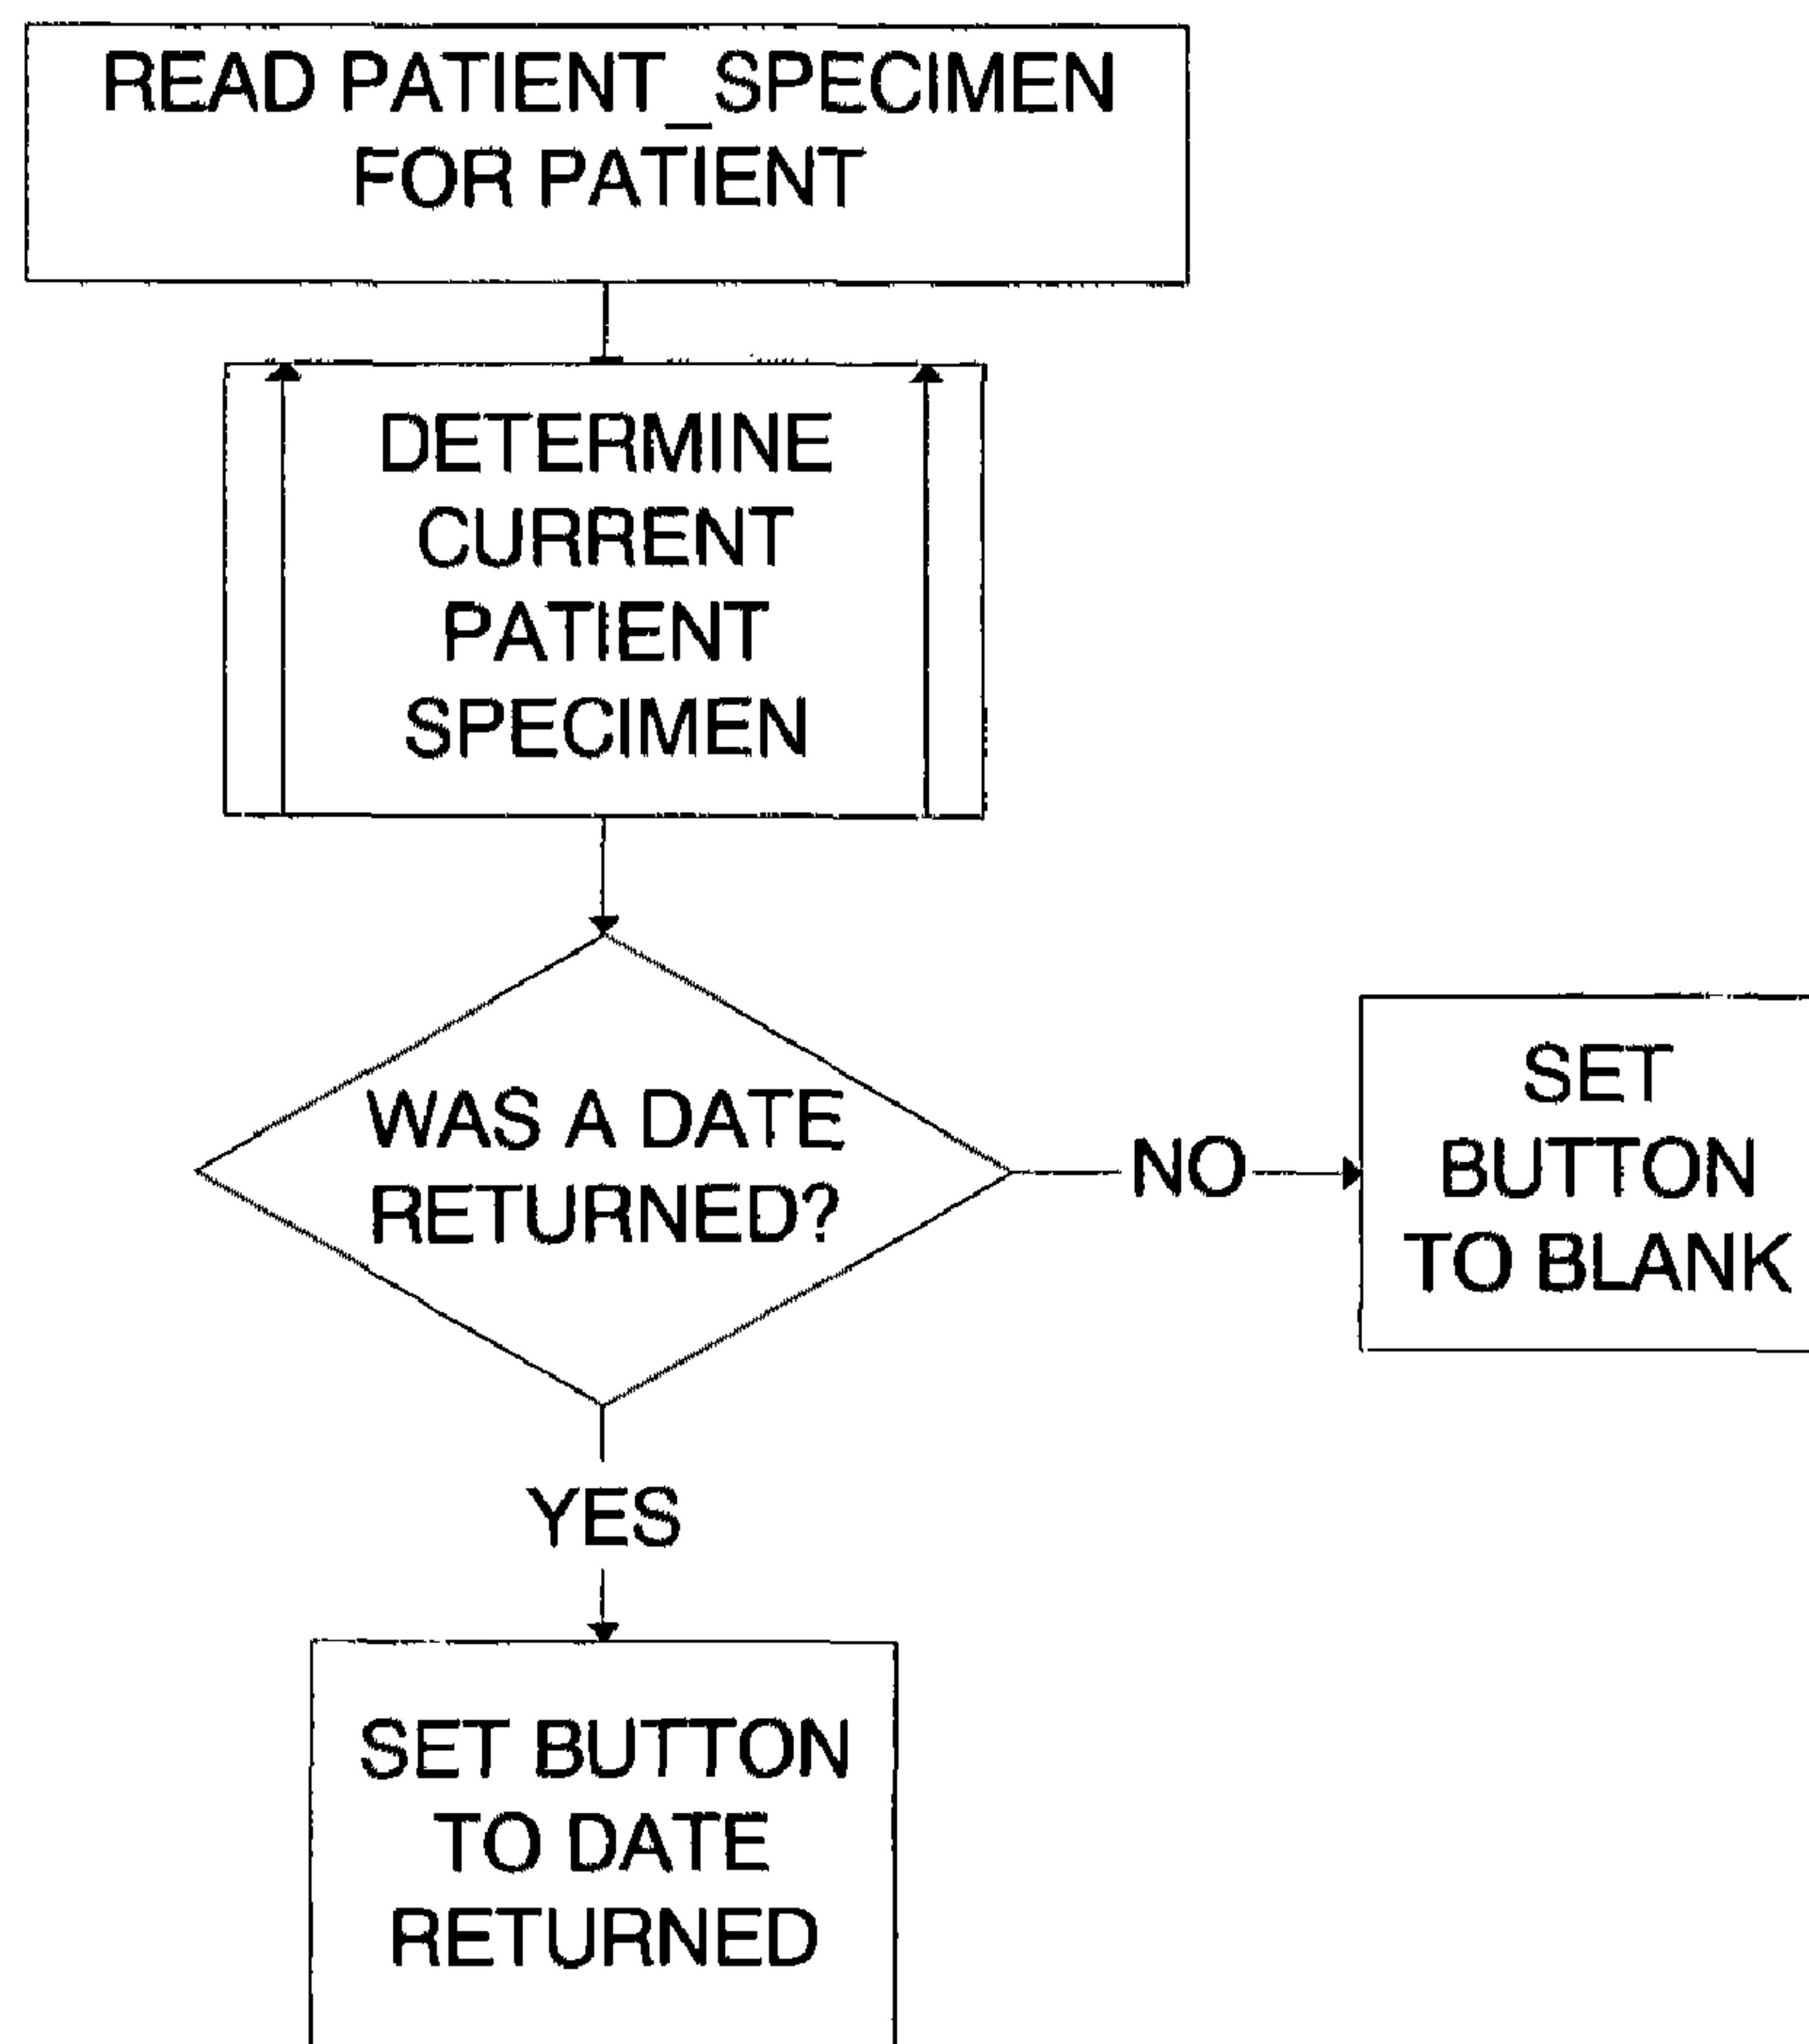 READ PATIENT_SPECIMEN
FOR PATIENT
DETERMINE
CURRENT
PATIENT
SPECIMEN
WAS A DATE
RETURNED?
NO
SET
BUTTON
TO BLANK
YES
SET BUTTON
TO DATE
RETURNED